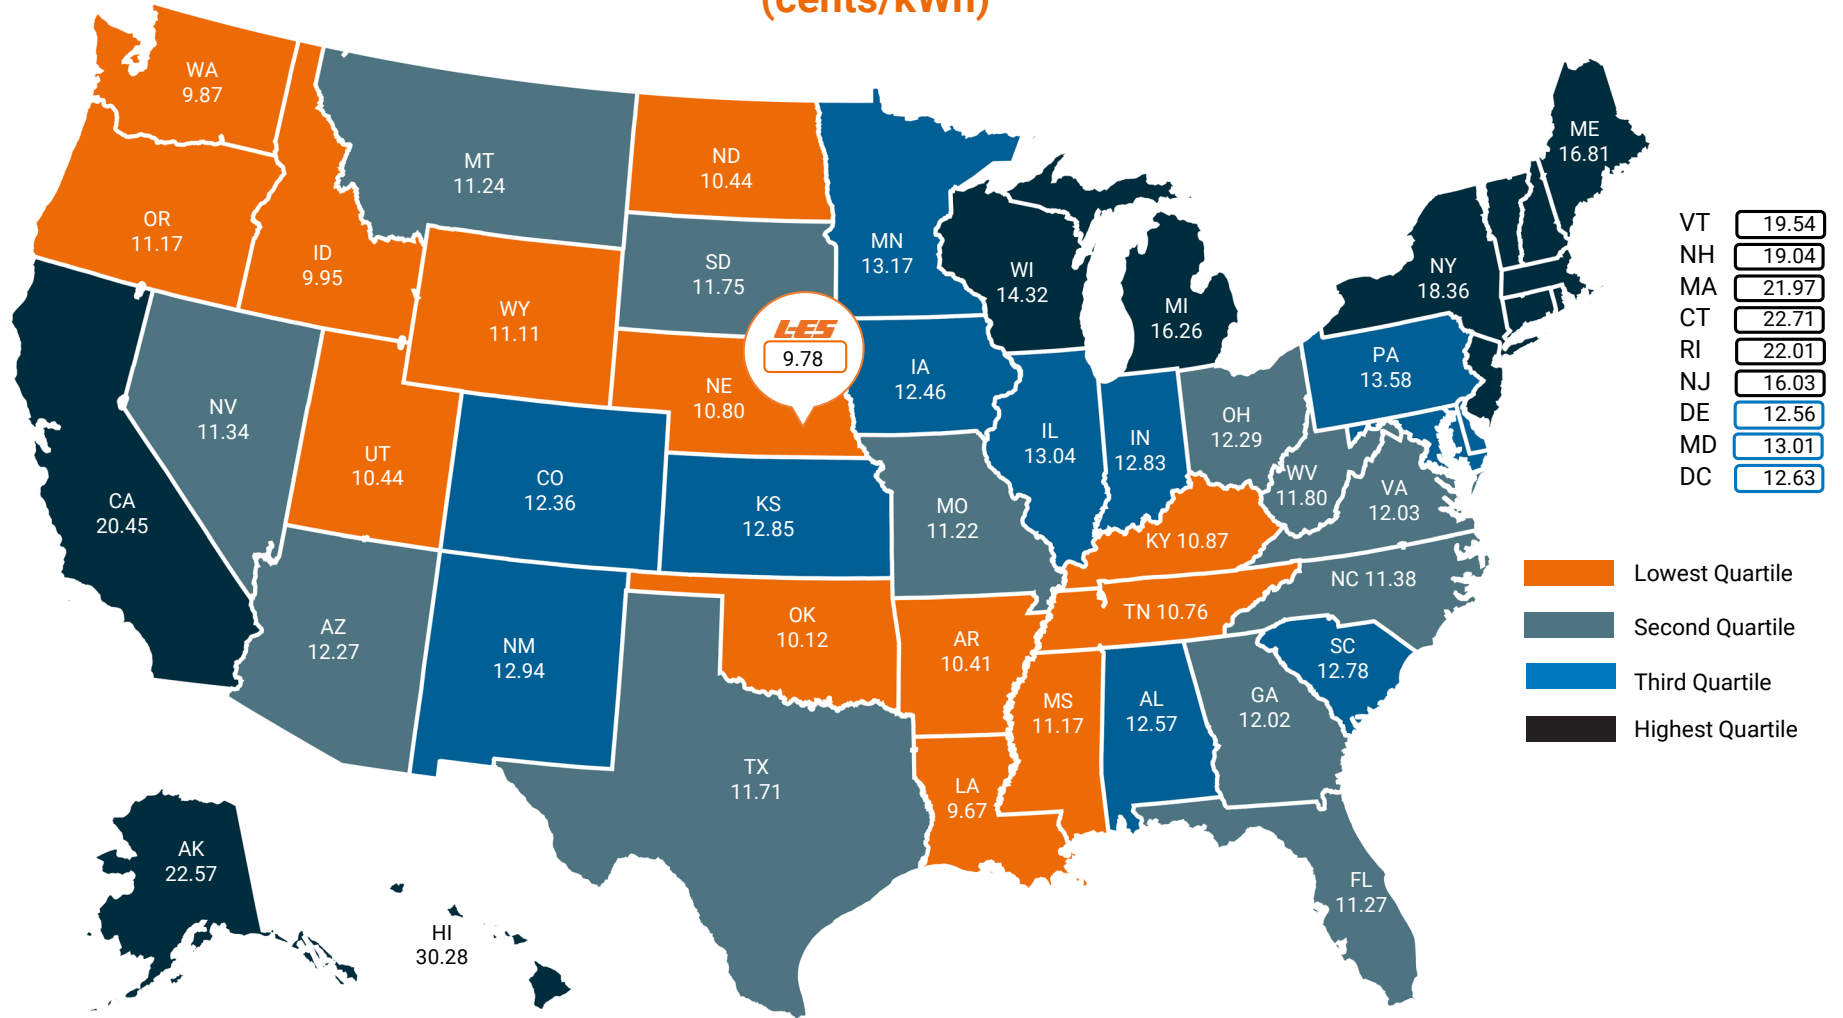 (cents/kWh)
WA
9.87
MT
11.24
ND
10.44
ME
16.81
OR
11.17
ID
9.95
SD
11.75
MN
13.17
WI
14.32
NY
18.36
MI
16.26
WY
11.11
LES
9.78
NE
10.80
IA
12.46
PA
13.58
NV
11.34
UT
10.44
CO
12.36
KS
12.85
MO
11.22
IL
13.04
IN
12.83
OH
12.29
WV
11.80
VA
12.03
CA
20.45
KY 10.87
NC 11.38
TN 10.76
AZ
12.27
NM
12.94
OK
10.12
AR
10.41
SC
12.78
MS
11.17
AL
12.57
GA
12.02
TX
11.71
LA
9.67
FL
11.27
AK
22.57
HI
30.28
VT 19.54
NH 19.04
MA 21.97
CT 22.71
RI 22.01
NJ 16.03
DE 12.56
MD 13.01
DC 12.63
Lowest Quartile
Second Quartile
Third Quartile
Highest Quartile